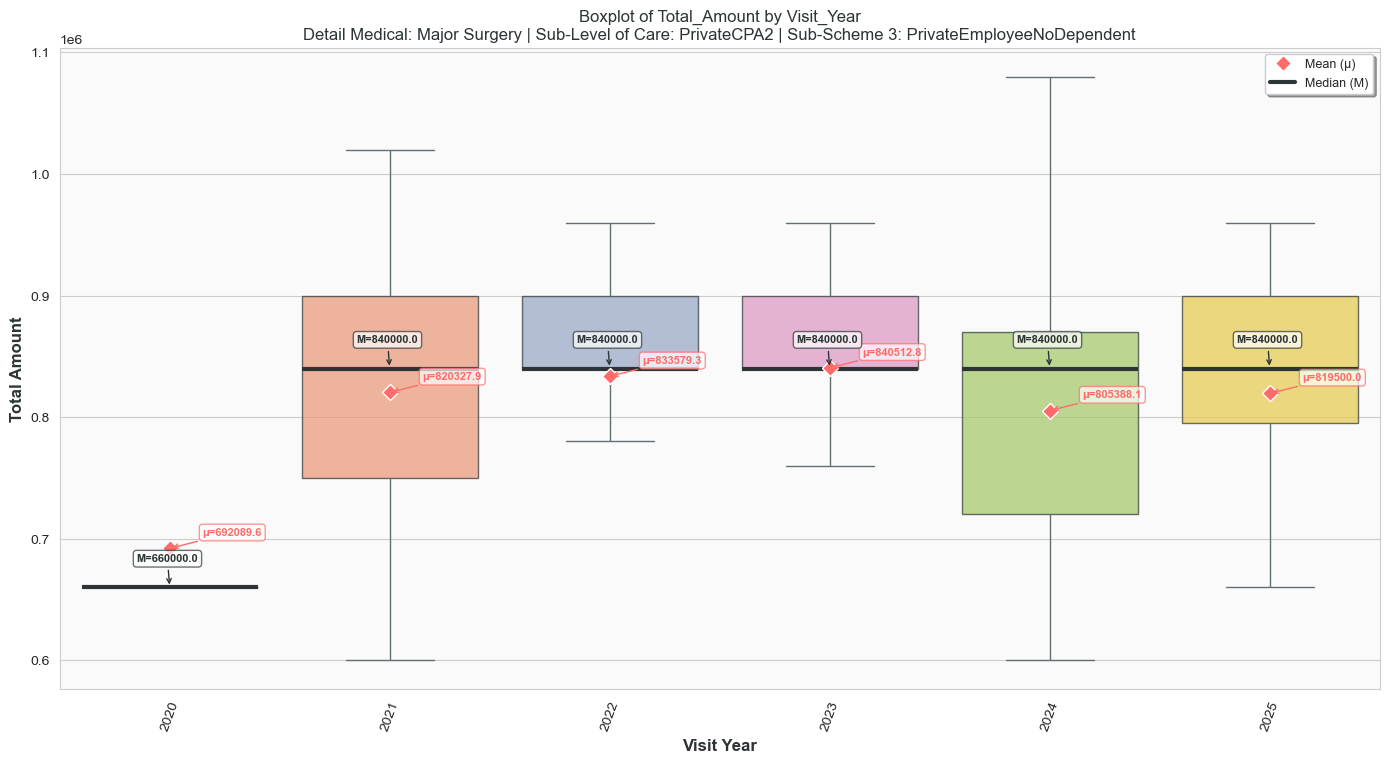 Boxplot of Total_Amount by Visit_Year
Detail Medical: Major Surgery | Sub-Level of Care: PrivateCPA2 | Sub-Scheme 3: PrivateEmployeeNoDependent
1e6
1.1
1.0
0.9
0.8
0.7
0.6
Total Amount
Mean (μ)
Median (M)
μ=692089.6
M=660000.0
M=840000.0
μ=820327.9
M=840000.0
μ=833579.3
M=840000.0
μ=840512.8
M=840000.0
μ=805388.1
M=840000.0
μ=819500.0
2020
2021
2022
2023
2024
2025
Visit Year